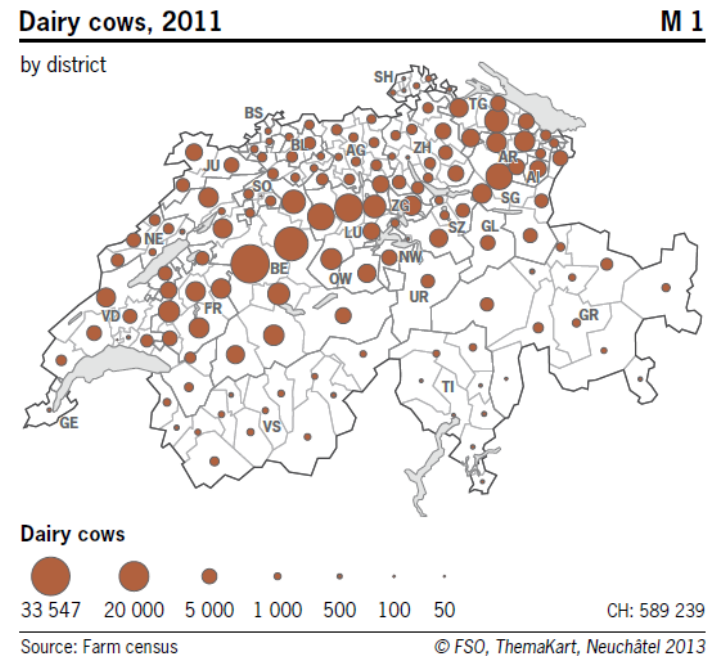 Dairy cows, 2011 M 1
by district
SH
TG
BS
BL
AG
ZH
JU
AR
AI
SO
SG
ZG
NE
LU
SZ
GL
BE
NW
OW
UR
FR
VD
GR
TI
GE
VS
Dairy cows
33 547 20 000 5 000 1 000 500 100 50 CH: 589 239
Source: Farm census © FSO, ThemaKart, Neuchâtel 2013